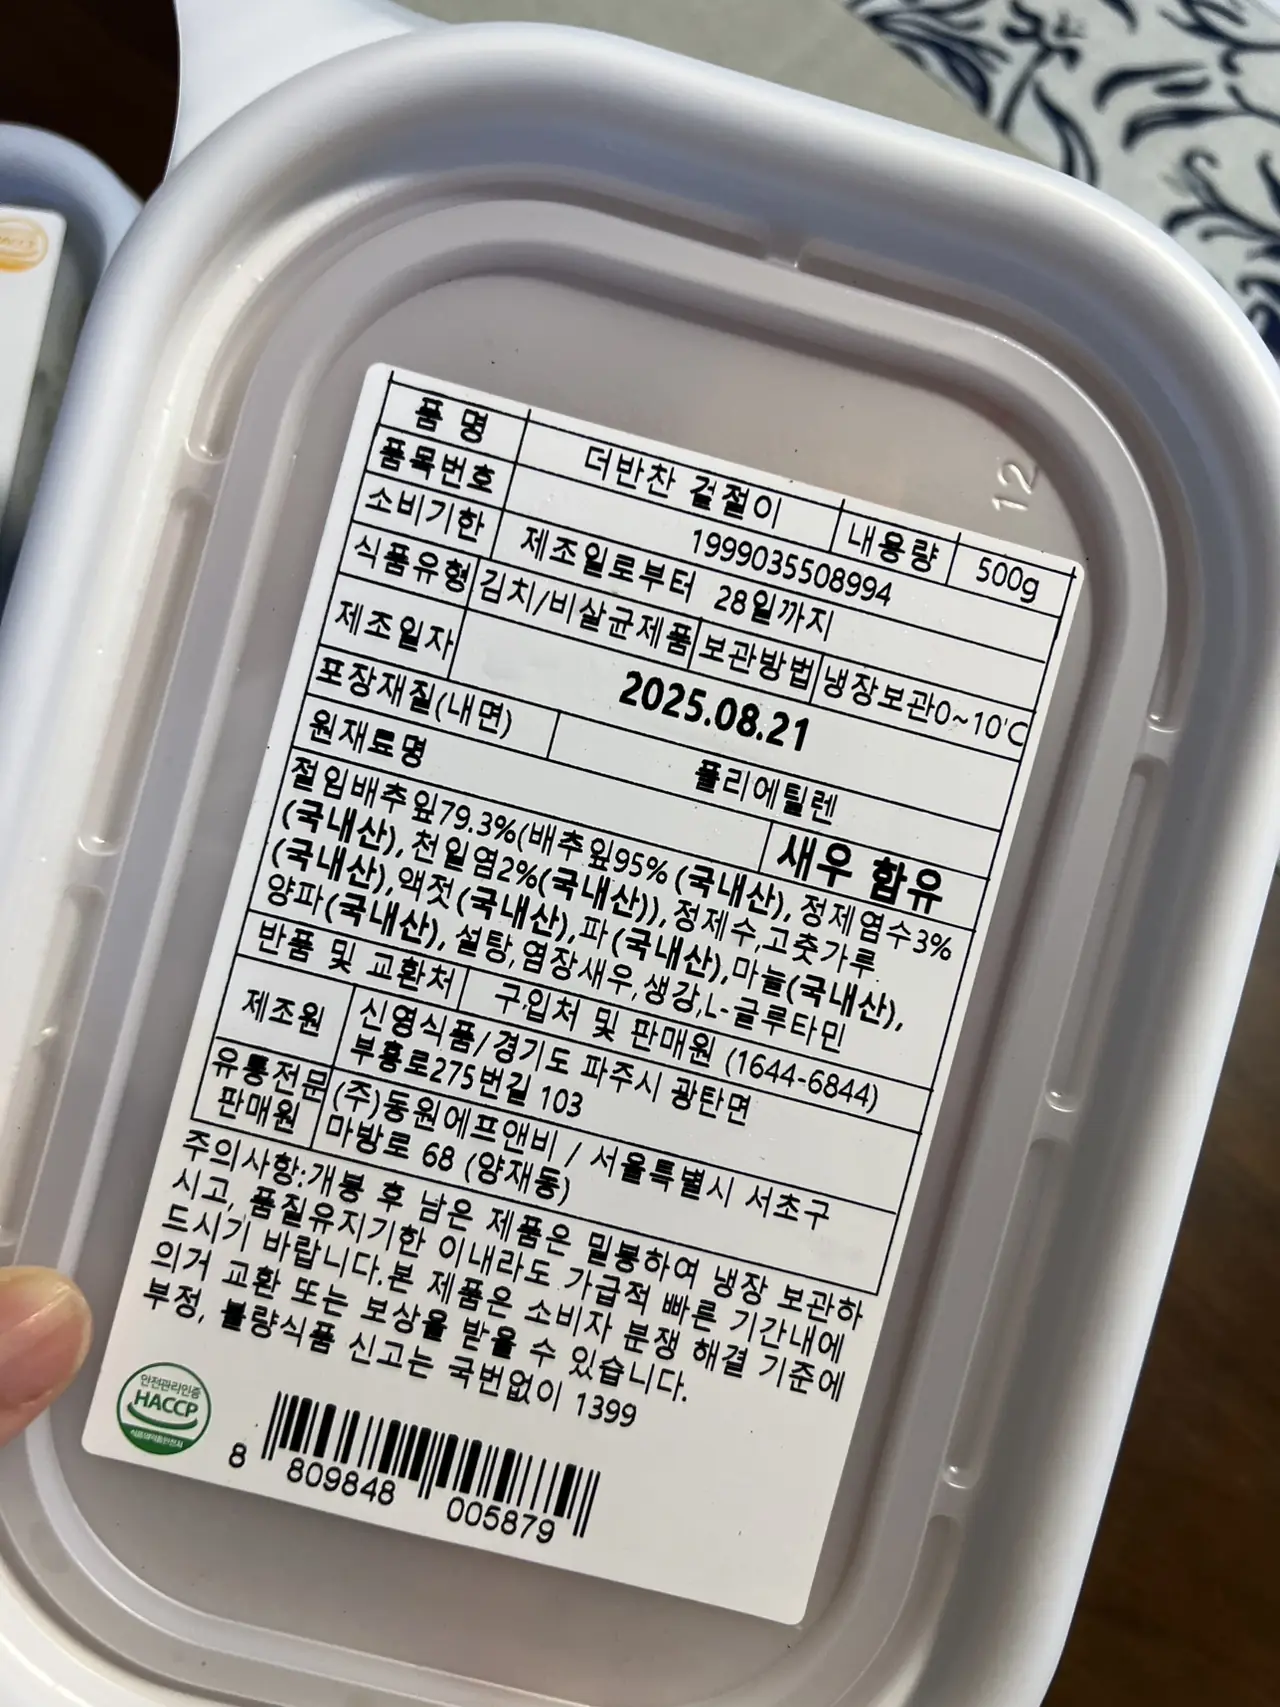 품 명 더반찬 겉절이 내용량 500g
품목번호 1999035508994
소비기한 제조일로부터 28일까지
식품유형 김치/비살균제품 보관방법 냉장보관0~10℃
제조일자 2025.08.21
포장재질(내면) 폴리에틸렌
원재료명 새우 함유
절임배추잎79.3%(배추잎95% (국내산), 정제염수3%
(국내산), 천일염2%(국내산)), 정제수,고춧가루
(국내산),액젓(국내산),파(국내산),마늘(국내산),
양파(국내산), 설탕,염장새우,생강,L-글루타민
반품 및 교환처 구입처 및 판매원 (1644-6844)
제조원 신영식품/경기도 파주시 광탄면
부흥로275번길 103
유통전문 (주)동원에프앤비 / 서울특별시 서초구
판매원 마방로 68 (양재동)
주의사항:개봉 후 남은 제품은 밀봉하여 냉장 보관하
시고, 품질유지기한 이내라도 가급적 빠른 기간내에
드시기 바랍니다.본 제품은 소비자 분쟁 해결 기준에
의거 교환 또는 보상을 받을 수 있습니다.
부정, 불량식품 신고는 국번없이 1399
안전관리인증
HACCP
식품의약품안전처
8 809848 005879
12